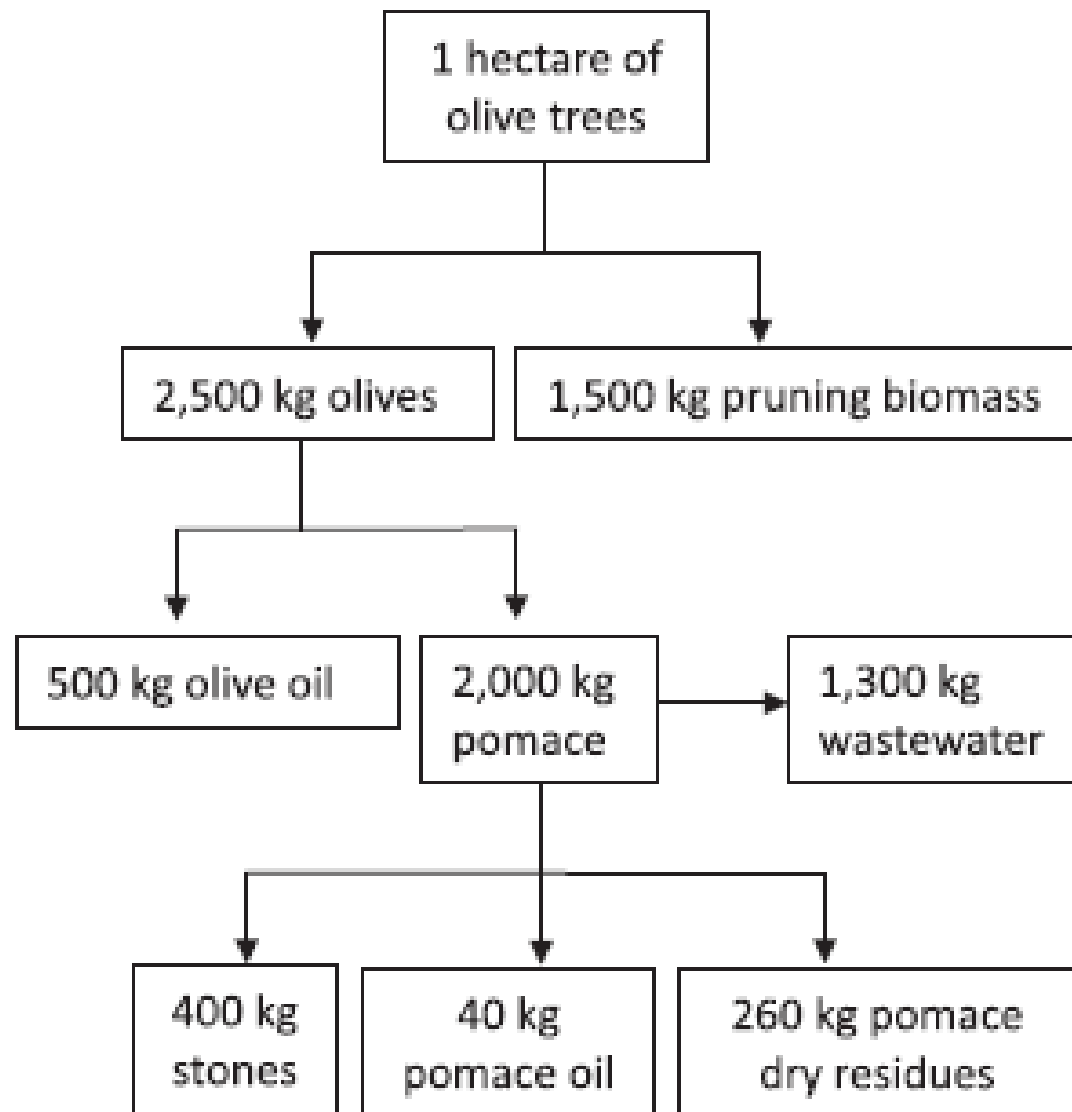 1 hectare of
olive trees
2,500 kg olives
1,500 kg pruning biomass
500 kg olive oil
2,000 kg
pomace
1,300 kg
wastewater
400 kg
stones
40 kg
pomace oil
260 kg pomace
dry residues